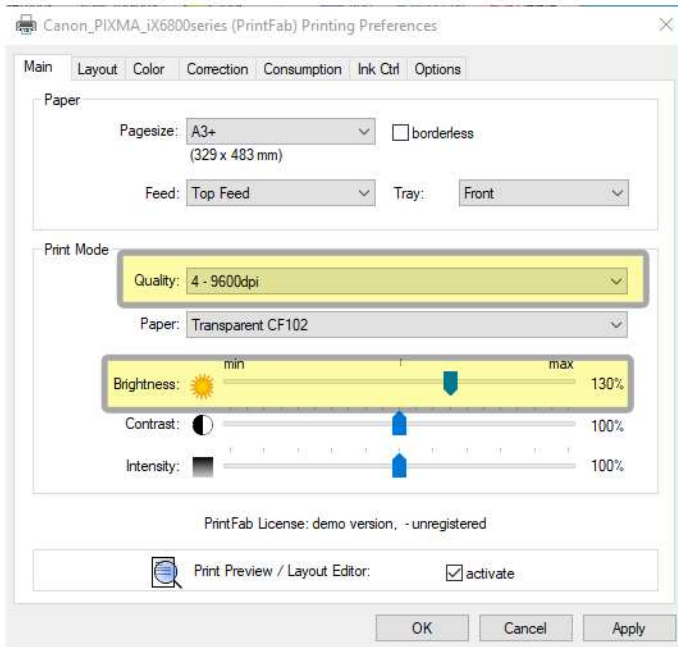 Canon_PIXMA_iX6800series (PrintFab) Printing Preferences
Main Layout Color Correction Consumption Ink Ctrl Options
Paper
Pagesize: A3+ borderless
(329 x 483 mm)
Feed: Top Feed Tray: Front
Print Mode
Quality: 4 - 9600dpi
Paper: Transparent CF102
min max
Brightness: 130%
Contrast: 100%
Intensity: 100%
PrintFab License: demo version, - unregistered
Print Preview / Layout Editor: activate
OK Cancel Apply